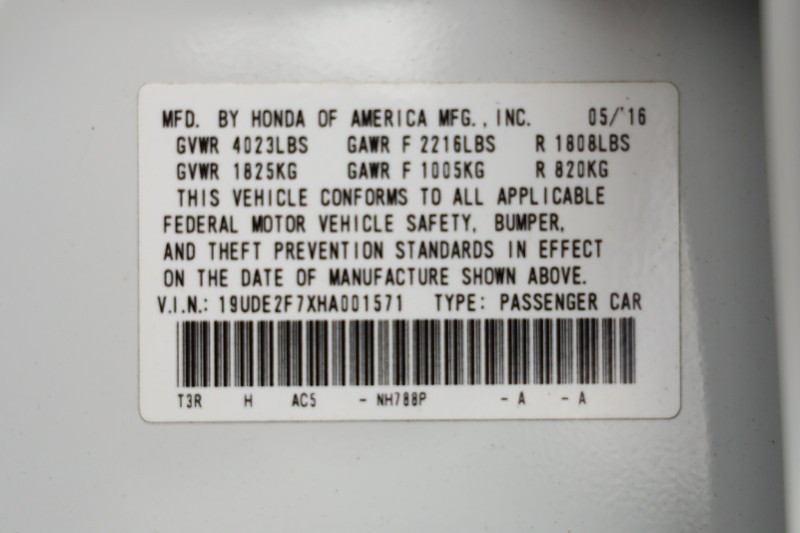 MFD. BY HONDA OF AMERICA MFG., INC. 05/'16
GVWR 4023LBS GAWR F 2216LBS R 1808LBS
GVWR 1825KG GAWR F 1005KG R 820KG
THIS VEHICLE CONFORMS TO ALL APPLICABLE
FEDERAL MOTOR VEHICLE SAFETY, BUMPER,
AND THEFT PREVENTION STANDARDS IN EFFECT
ON THE DATE OF MANUFACTURE SHOWN ABOVE.
V.I.N.: 19UDE2F7XHA001571 TYPE: PASSENGER CAR
T3R H AC5 - NH788P - A - A